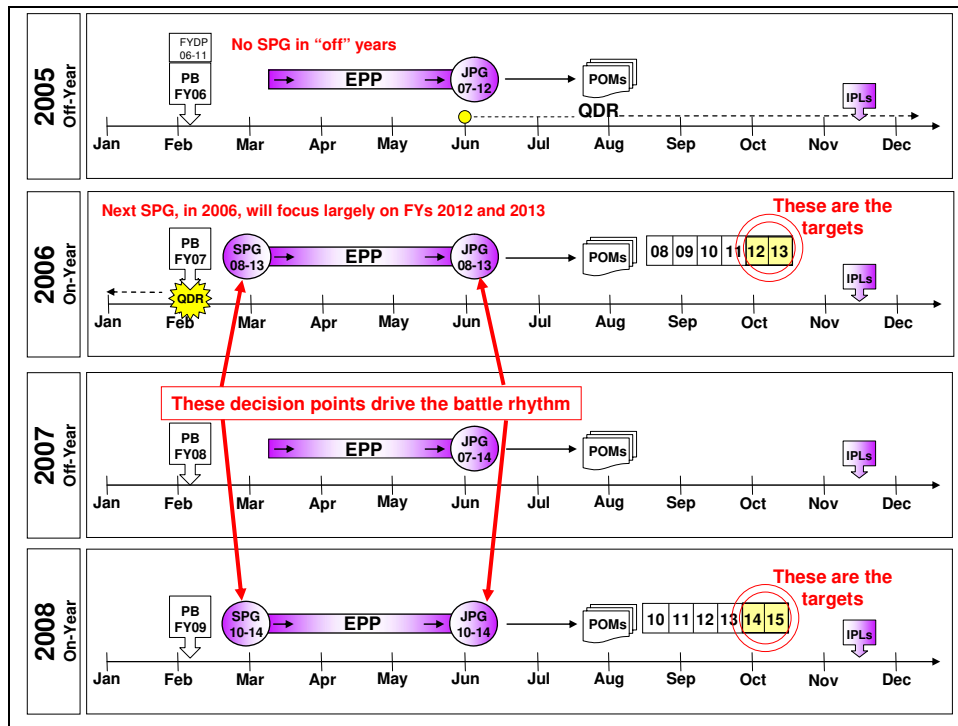 2005
Off-Year
FYDP
06-11
PB
FY06
No SPG in “off” years
EPP
JPG
07-12
POMs
QDR
IPLs
Jan Feb Mar Apr May Jun Jul Aug Sep Oct Nov Dec
2006
On-Year
Next SPG, in 2006, will focus largely on FYs 2012 and 2013
These are the
targets
PB
FY07
QDR
SPG
08-13
EPP
JPG
08-13
POMs
08 09 10 11 12 13
IPLs
Jan Feb Mar Apr May Jun Jul Aug Sep Oct Nov Dec
These decision points drive the battle rhythm
2007
Off-Year
PB
FY08
EPP
JPG
07-14
POMs
IPLs
Jan Feb Mar Apr May Jun Jul Aug Sep Oct Nov Dec
2008
On-Year
These are the
targets
PB
FY09
SPG
10-14
EPP
JPG
10-14
POMs
10 11 12 13 14 15
IPLs
Jan Feb Mar Apr May Jun Jul Aug Sep Oct Nov Dec